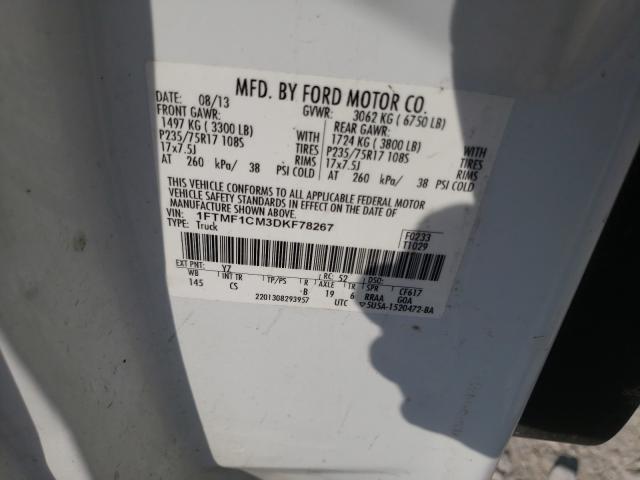 MFD. BY FORD MOTOR CO.
DATE: 08/13 GVWR: 3062 KG ( 6750 LB)
FRONT GAWR: REAR GAWR:
1497 KG ( 3300 LB) WITH 1724 KG ( 3800 LB) WITH
P235/75R17 108S TIRES P235/75R17 108S TIRES
17x7.5J RIMS 17x7.5J RIMS
AT 260 kPa/ 38 PSI COLD AT 260 kPa/ 38 PSI COLD
THIS VEHICLE CONFORMS TO ALL APPLICABLE FEDERAL MOTOR
VEHICLE SAFETY STANDARDS IN EFFECT ON THE DATE OF
MANUFACTURE SHOWN ABOVE.
VIN: 1FTMF1CM3DKF78267 F0233
TYPE: Truck T1029
EXT PNT: YZ RC: 52 DSO:
WB INT TR TP/PS R AXLE TR SPR CF617
145 CS B 19 6 RRAA GOA
2201308293957 UTC 5U5A-1520472-BA